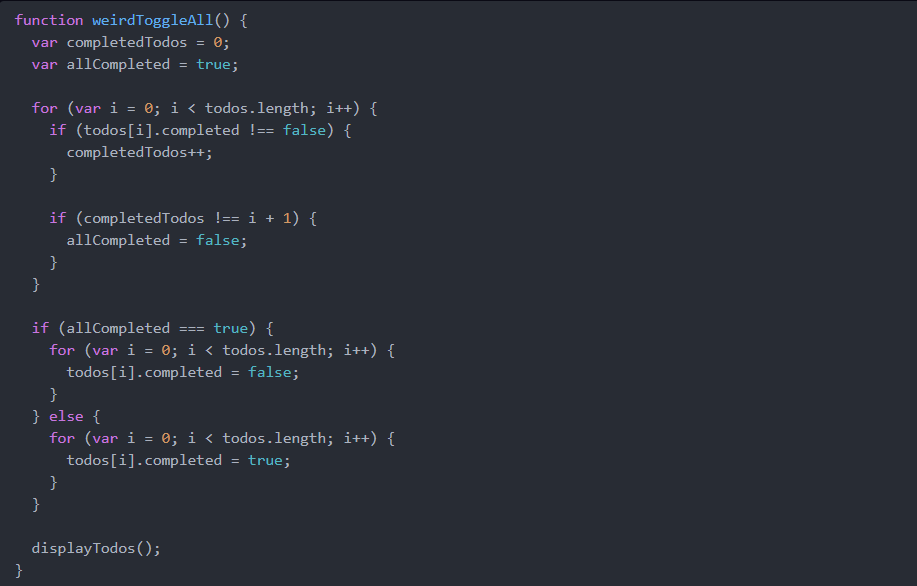 function weirdToggleAll() {
  var completedTodos = 0;
  var allCompleted = true;

  for (var i = 0; i < todos.length; i++) {
    if (todos[i].completed !== false) {
      completedTodos++;
    }

    if (completedTodos !== i + 1) {
      allCompleted = false;
    }
  }

  if (allCompleted === true) {
    for (var i = 0; i < todos.length; i++) {
      todos[i].completed = false;
    }
  } else {
    for (var i = 0; i < todos.length; i++) {
      todos[i].completed = true;
    }
  }

  displayTodos();
}